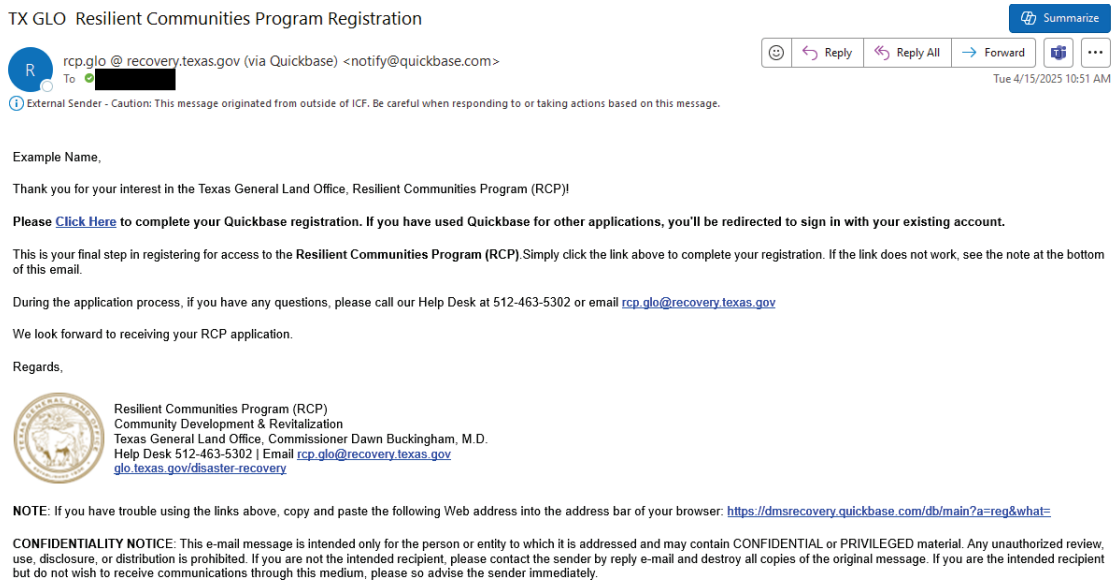 TX GLO  Resilient Communities Program Registration
Summarize
R
rcp.glo @ recovery.texas.gov (via Quickbase) <notify@quickbase.com>
To
Reply
Reply All
Forward
Tue 4/15/2025 10:51 AM
External Sender - Caution: This message originated from outside of ICF. Be careful when responding to or taking actions based on this message.
Example Name,
Thank you for your interest in the Texas General Land Office, Resilient Communities Program (RCP)!
Please Click Here to complete your Quickbase registration. If you have used Quickbase for other applications, you'll be redirected to sign in with your existing account.
This is your final step in registering for access to the Resilient Communities Program (RCP).Simply click the link above to complete your registration. If the link does not work, see the note at the bottom
of this email.
During the application process, if you have any questions, please call our Help Desk at 512-463-5302 or email rcp.glo@recovery.texas.gov
We look forward to receiving your RCP application.
Regards,
TEXAS GENERAL LAND OFFICE
Resilient Communities Program (RCP)
Community Development & Revitalization
Texas General Land Office, Commissioner Dawn Buckingham, M.D.
Help Desk 512-463-5302 | Email rcp.glo@recovery.texas.gov
glo.texas.gov/disaster-recovery
NOTE: If you have trouble using the links above, copy and paste the following Web address into the address bar of your browser: https://dmsrecovery.quickbase.com/db/main?a=reg&what=
CONFIDENTIALITY NOTICE: This e-mail message is intended only for the person or entity to which it is addressed and may contain CONFIDENTIAL or PRIVILEGED material. Any unauthorized review,
use, disclosure, or distribution is prohibited. If you are not the intended recipient, please contact the sender by reply e-mail and destroy all copies of the original message. If you are the intended recipient
but do not wish to receive communications through this medium, please so advise the sender immediately.